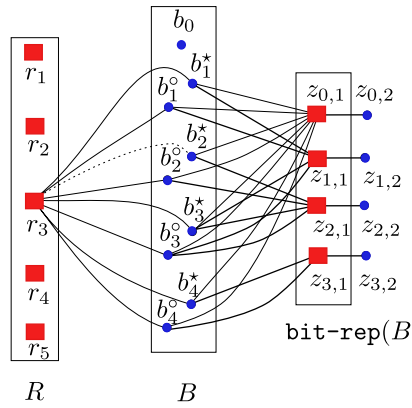 b₀
r₁ b₁⋆ z₀,₁ z₀,₂
b₁°
r₂ b₂⋆
b₂° z₁,₁ z₁,₂
r₃ b₃⋆
b₃° z₂,₁ z₂,₂
r₄ b₄⋆ z₃,₁ z₃,₂
b₄°
r₅ bit-rep(B
R B